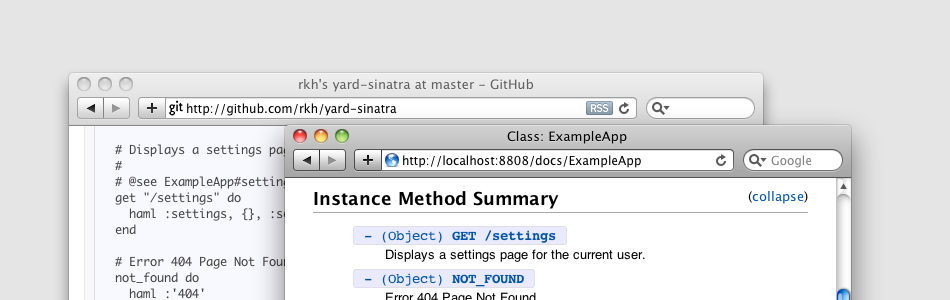 rkh's yard-sinatra at master – GitHub
git http://github.com/rkh/yard-sinatra RSS
# Displays a settings pag
#
# @see ExampleApp#setting
get "/settings" do
haml :settings, {}, :s
end
# Error 404 Page Not Foun
not_found do
haml :'404'
Class: ExampleApp
http://localhost:8808/docs/ExampleApp Google
Instance Method Summary (collapse)
– (Object) GET /settings
Displays a settings page for the current user.
– (Object) NOT_FOUND
Error 404 Page Not Found